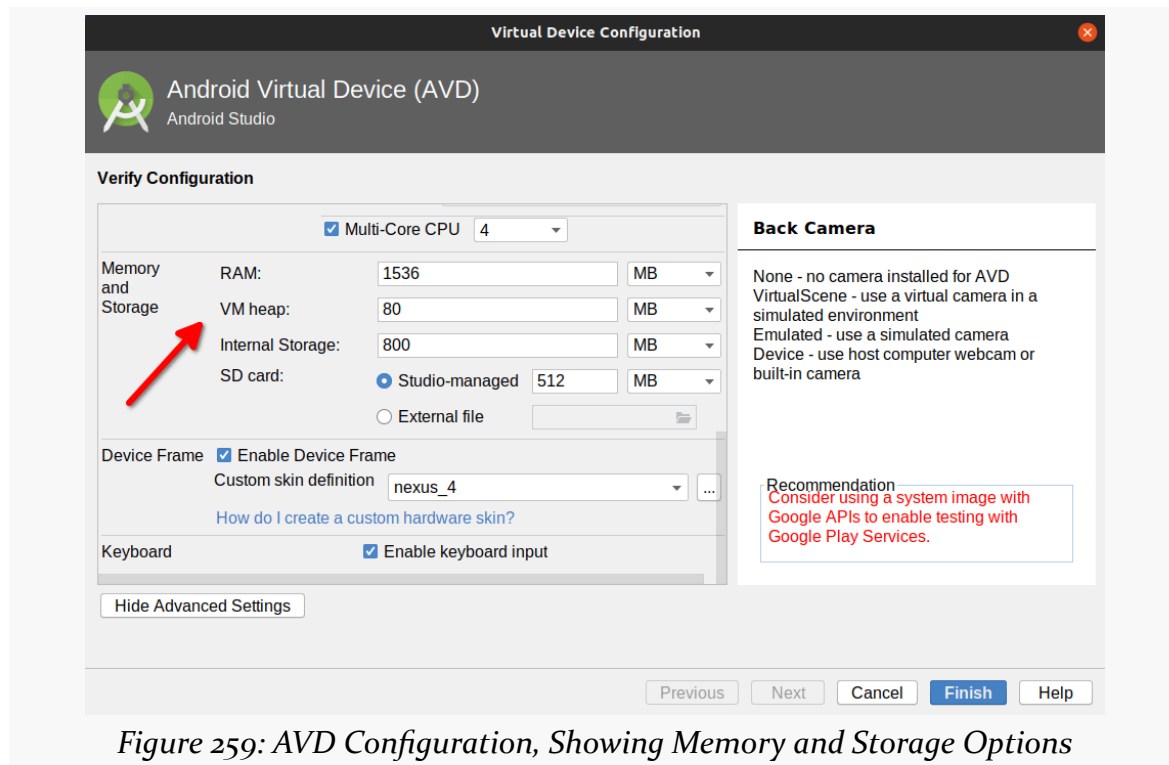 Virtual Device Configuration
Android Virtual Device (AVD)
Android Studio
Verify Configuration
Multi-Core CPU 4
Memory and Storage
RAM: 1536 MB
VM heap: 80 MB
Internal Storage: 800 MB
SD card: Studio-managed 512 MB
External file
Device Frame Enable Device Frame
Custom skin definition nexus_4 ...
How do I create a custom hardware skin?
Keyboard Enable keyboard input
Hide Advanced Settings
Back Camera
None - no camera installed for AVD
VirtualScene - use a virtual camera in a
simulated environment
Emulated - use a simulated camera
Device - use host computer webcam or
built-in camera
Recommendation
Consider using a system image with
Google APIs to enable testing with
Google Play Services.
Previous Next Cancel Finish Help
Figure 259: AVD Configuration, Showing Memory and Storage Options